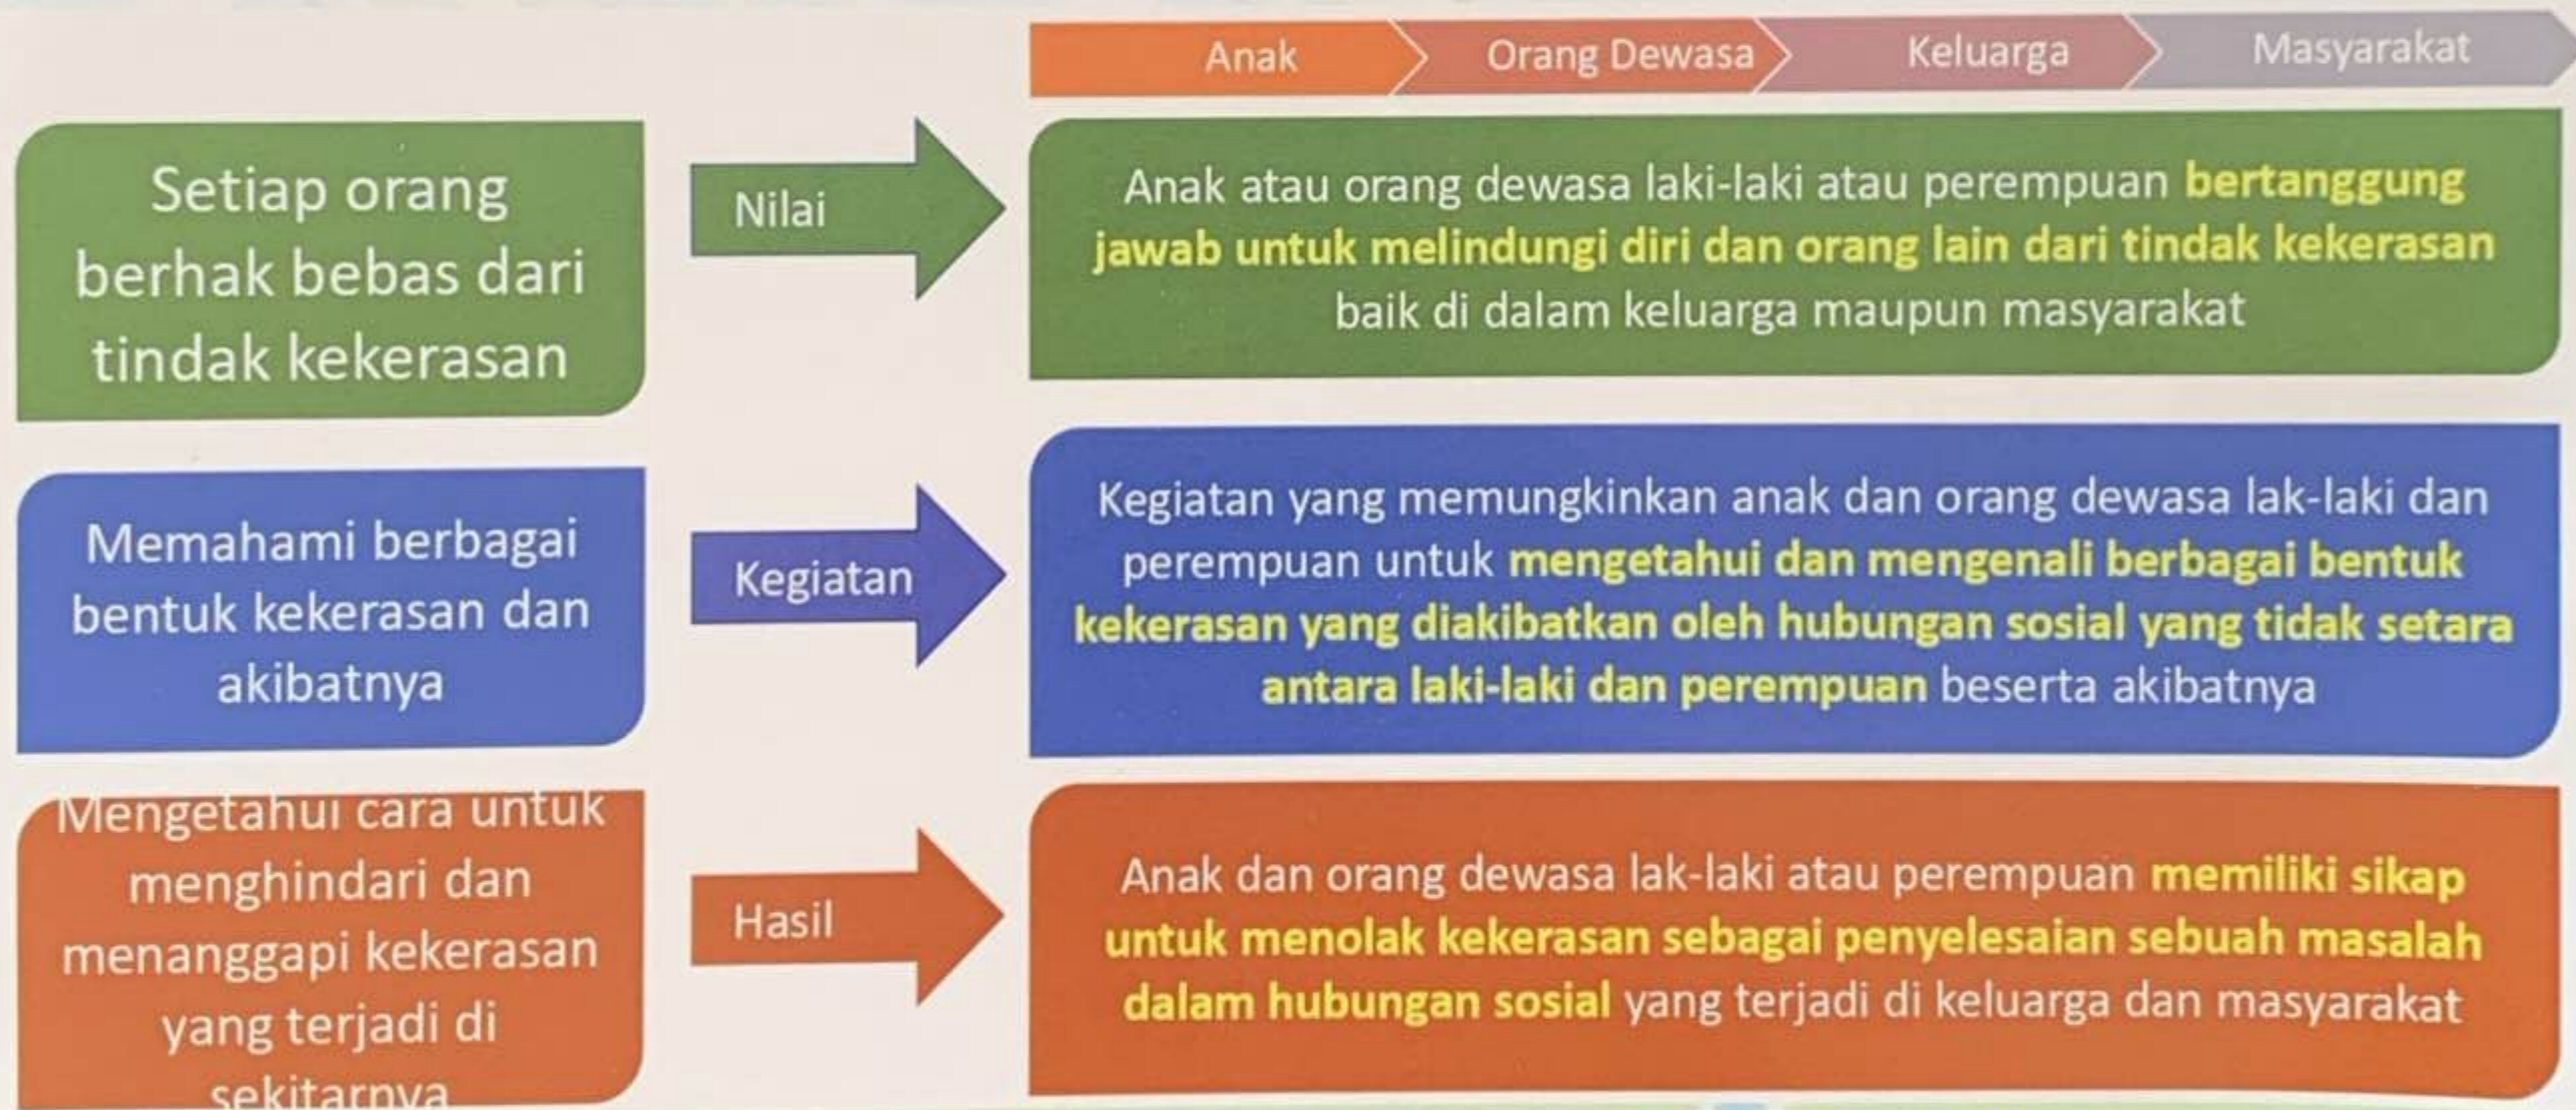 Anak
Orang Dewasa
Keluarga
Masyarakat
Setiap orang
berhak bebas dari
tindak kekerasan
Nilai
Anak atau orang dewasa laki-laki atau perempuan bertanggung
jawab untuk melindungi diri dan orang lain dari tindak kekerasan
baik di dalam keluarga maupun masyarakat
Memahami berbagai
bentuk kekerasan dan
akibatnya
Kegiatan
Kegiatan yang memungkinkan anak dan orang dewasa lak-laki dan
perempuan untuk mengetahui dan mengenali berbagai bentuk
kekerasan yang diakibatkan oleh hubungan sosial yang tidak setara
antara laki-laki dan perempuan beserta akibatnya
Mengetahui cara untuk
menghindari dan
menanggapi kekerasan
yang terjadi di
sekitarnya
Hasil
Anak dan orang dewasa lak-laki atau perempuan memiliki sikap
untuk menolak kekerasan sebagai penyelesaian sebuah masalah
dalam hubungan sosial yang terjadi di keluarga dan masyarakat